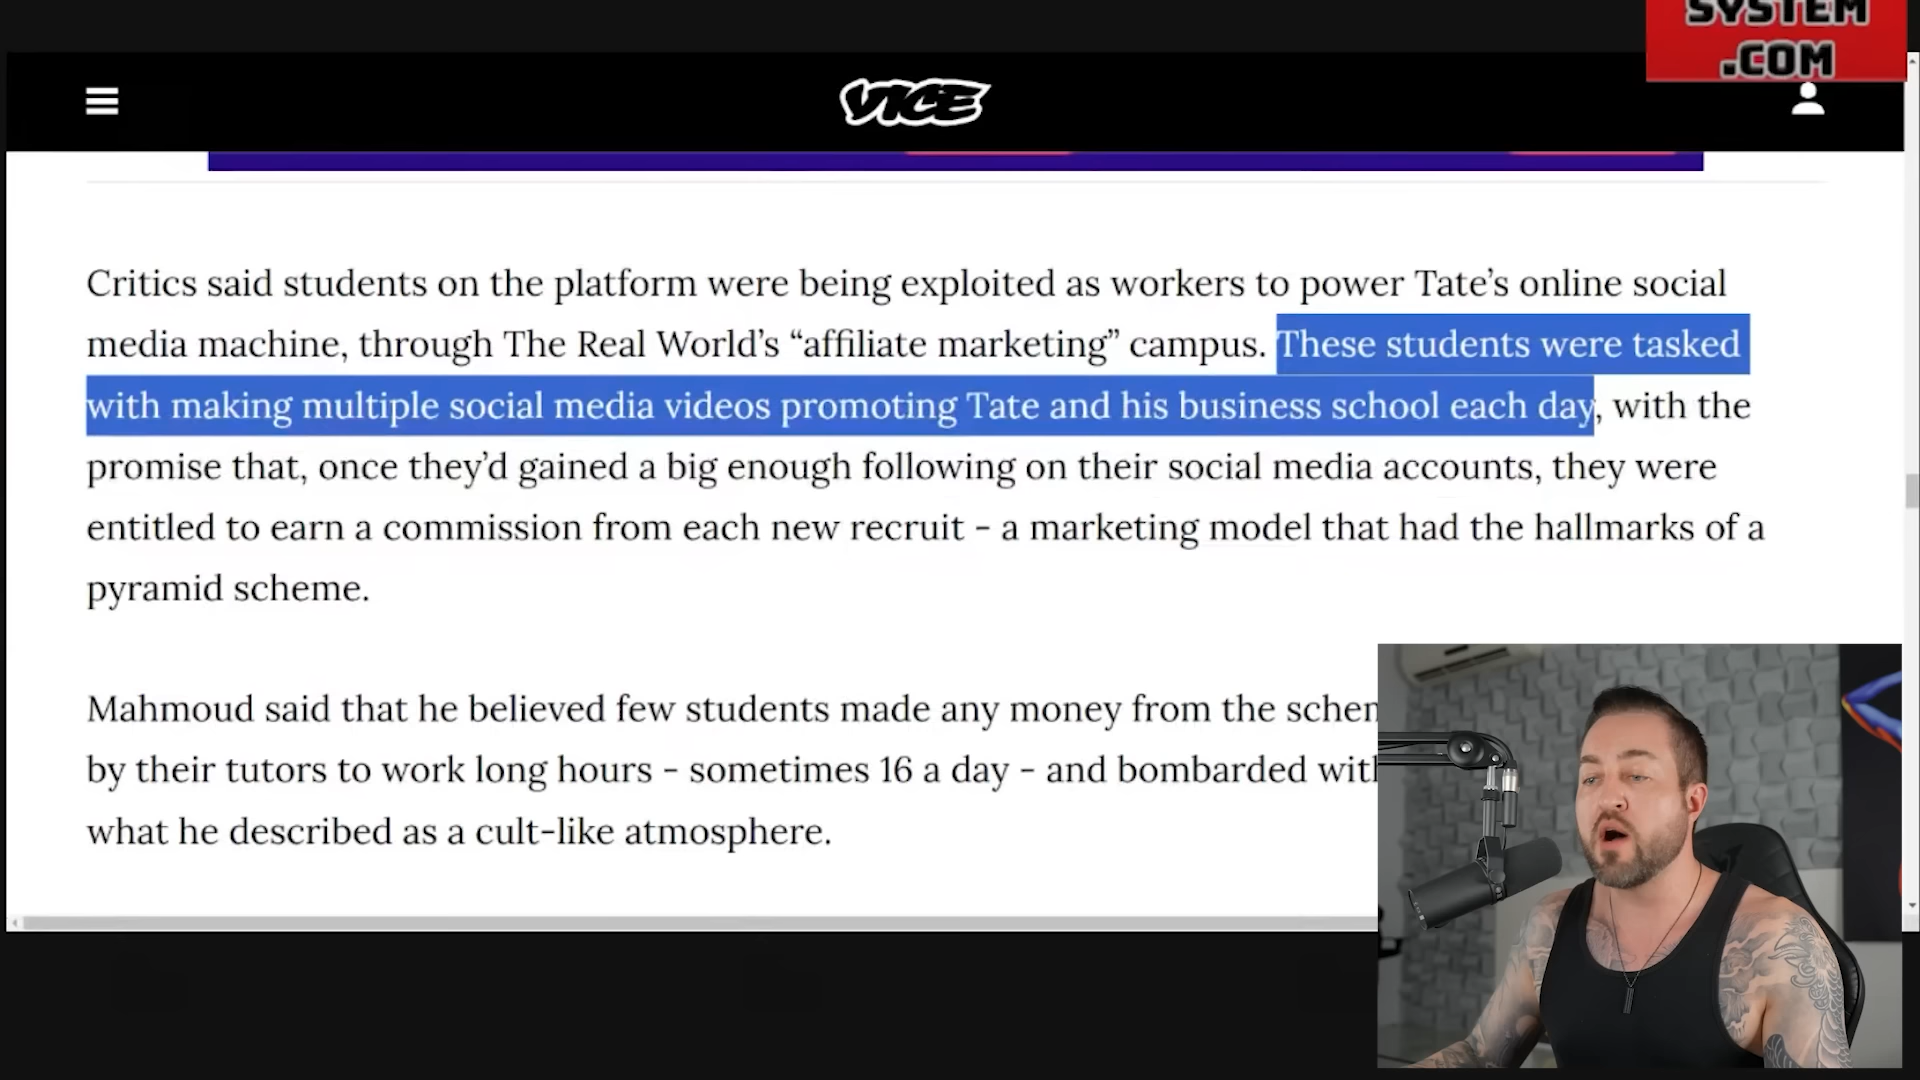 SYSTEM
.COM
VICE
Critics said students on the platform were being exploited as workers to power Tate’s online social
media machine, through The Real World’s “affiliate marketing” campus. These students were tasked
with making multiple social media videos promoting Tate and his business school each day, with the
promise that, once they’d gained a big enough following on their social media accounts, they were
entitled to earn a commission from each new recruit – a marketing model that had the hallmarks of a
pyramid scheme.
Mahmoud said that he believed few students made any money from the
by their tutors to work long hours – sometimes 16 a day – and bombarded
what he described as a cult-like atmosphere.